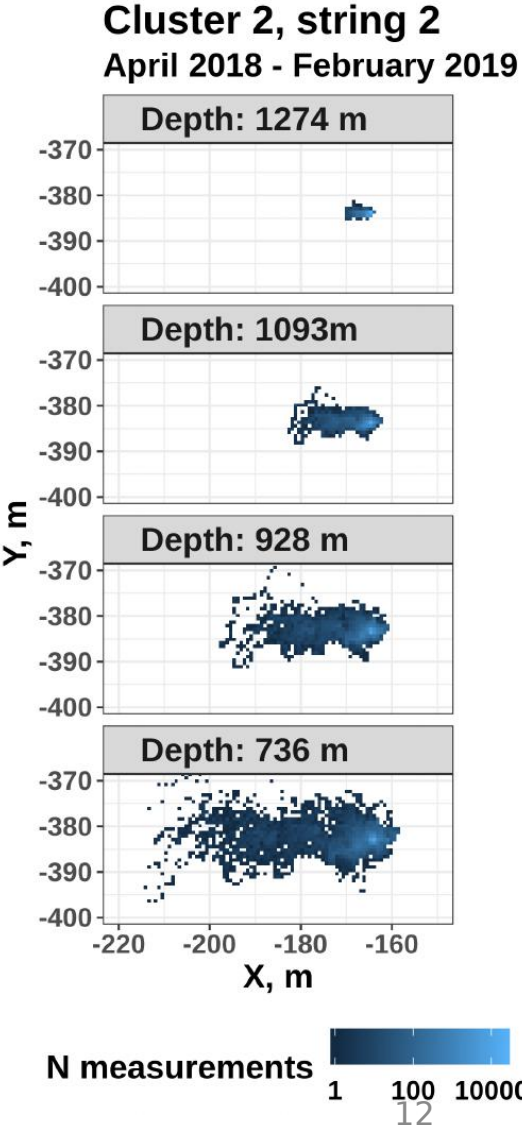 Cluster 2, string 2
April 2018 - February 2019
Depth: 1274 m
-370
-380
-390
-400
Depth: 1093m
-370
-380
-390
-400
Y, m
Depth: 928 m
-370
-380
-390
-400
Depth: 736 m
-370
-380
-390
-400
-220 -200 -180 -160
X, m
N measurements
1 100 10000
12